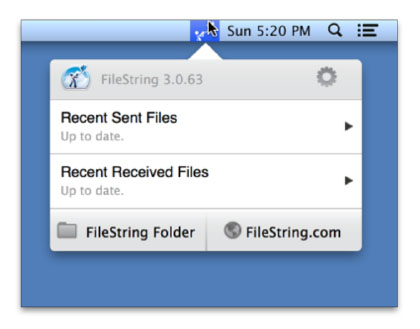 Sun 5:20 PM
FileString 3.0.63
Recent Sent Files
Up to date.
Recent Received Files
Up to date.
FileString Folder
FileString.com